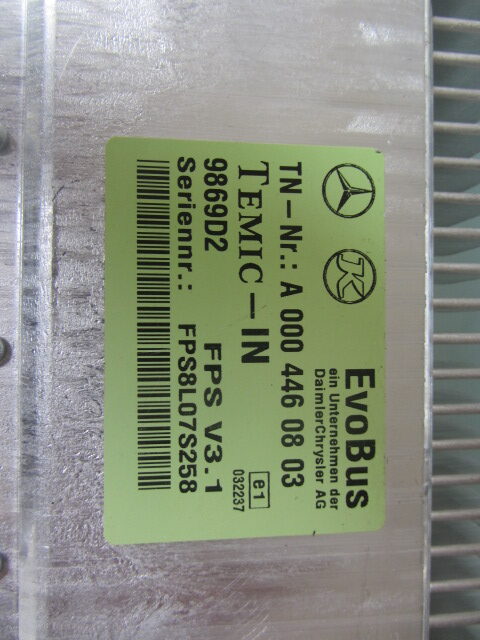 EvoBus
ein Unternehmen der
DaimlerChrysler AG
TN-Nr.: A 000 446 08 03
TEMIC-IN
e1
032237
9869D2 FPS V3.1
Seriennr.: FPS8L07S258